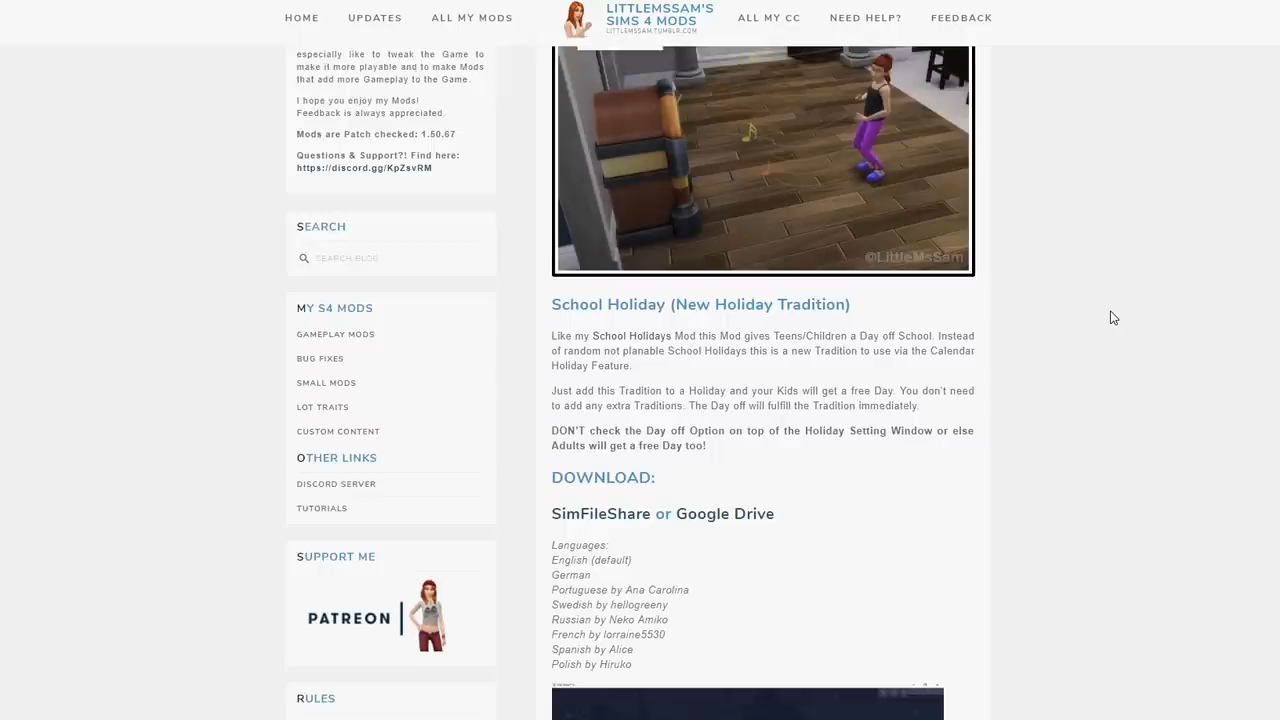 HOME UPDATES ALL MY MODS
LITTLEMSSAM'S
SIMS 4 MODS
LITTLEMSSAM.TUMBLR.COM
ALL MY CC NEED HELP? FEEDBACK
especially like to tweak the Game to
make it more playable and to make Mods
that add more Gameplay to the Game.
I hope you enjoy my Mods!
Feedback is always appreciated.
Mods are Patch checked: 1.50.67
Questions & Support?! Find here:
https://discord.gg/KpZsvRM
SEARCH
SEARCH BLOG
MY S4 MODS
GAMEPLAY MODS
BUG FIXES
SMALL MODS
LOT TRAITS
CUSTOM CONTENT
OTHER LINKS
DISCORD SERVER
TUTORIALS
SUPPORT ME
PATREON
RULES
©LittleMsSam
School Holiday (New Holiday Tradition)
Like my School Holidays Mod this Mod gives Teens/Children a Day off School. Instead
of random not planable School Holidays this is a new Tradition to use via the Calendar
Holiday Feature.
Just add this Tradition to a Holiday and your Kids will get a free Day. You don't need
to add any extra Traditions. The Day off will fulfill the Tradition immediately.
DON'T check the Day off Option on top of the Holiday Setting Window or else
Adults will get a free Day too!
DOWNLOAD:
SimFileShare or Google Drive
Languages:
English (default)
German
Portuguese by Ana Carolina
Swedish by hellogreeny
Russian by Neko Amiko
French by lorraine5530
Spanish by Alice
Polish by Hiruko